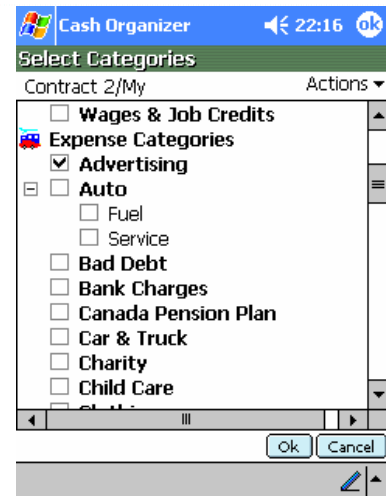 Cash Organizer 22:16 ok
Select Categories
Contract 2/My Actions
Wages & Job Credits
Expense Categories
Advertising
Auto
Fuel
Service
Bad Debt
Bank Charges
Canada Pension Plan
Car & Truck
Charity
Child Care
Ok Cancel